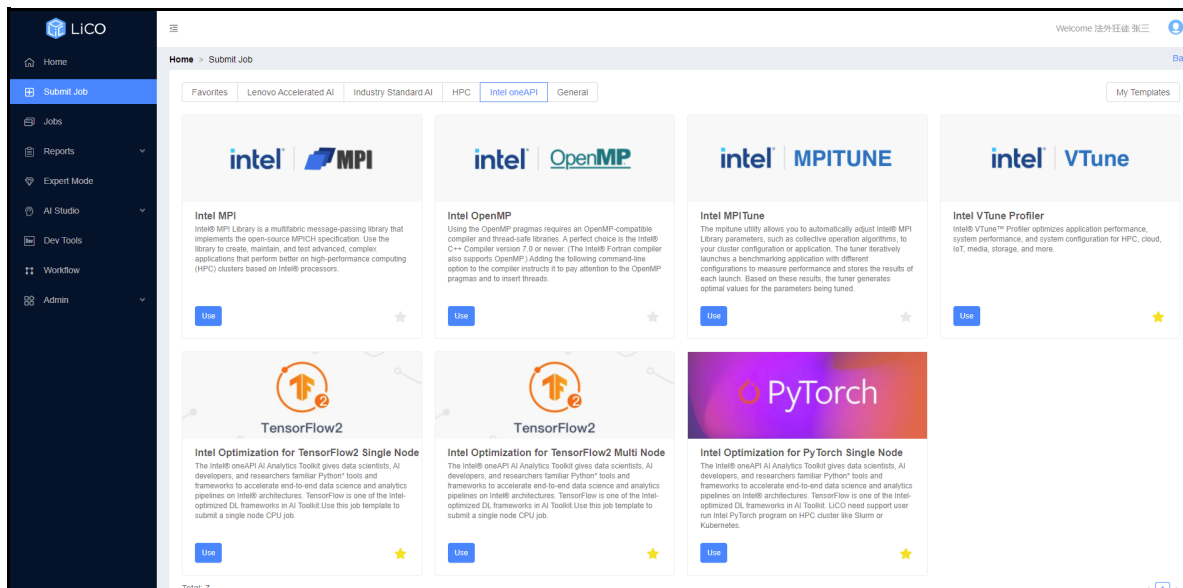 LiCO
Welcome 法外狂徒 张三
Home
Home > Submit Job
Ba
Submit Job
Favorites
Lenovo Accelerated AI
Industry Standard AI
HPC
Intel oneAPI
General
My Templates
Jobs
Reports
Expert Mode
AI Studio
Dev Tools
Workflow
Admin
intel MPI
intel OpenMP
intel MPITUNE
intel VTune
Intel MPI
Intel® MPI Library is a multifabric message-passing library that
implements the open-source MPICH specification. Use the
library to create, maintain, and test advanced, complex
applications that perform better on high-performance computing
(HPC) clusters based on Intel® processors.
Use
Intel OpenMP
Using the OpenMP pragmas requires an OpenMP-compatible
compiler and thread-safe libraries. A perfect choice is the Intel®
C++ Compiler version 7.0 or newer. (The Intel® Fortran compiler
also supports OpenMP.) Adding the following command-line
option to the compiler instructs it to pay attention to the OpenMP
pragmas and to insert threads.
Use
Intel MPITune
The mpitune utility allows you to automatically adjust Intel® MPI
Library parameters, such as collective operation algorithms, to
your cluster configuration or application. The tuner iteratively
launches a benchmarking application with different
configurations to measure performance and stores the results of
each launch. Based on these results, the tuner generates
optimal values for the parameters being tuned.
Use
Intel VTune Profiler
Intel® VTune™ Profiler optimizes application performance,
system performance, and system configuration for HPC, cloud,
IoT, media, storage, and more.
Use
TensorFlow2
TensorFlow2
PyTorch
Intel Optimization for TensorFlow2 Single Node
The Intel® oneAPI AI Analytics Toolkit gives data scientists, AI
developers, and researchers familiar Python* tools and
frameworks to accelerate end-to-end data science and analytics
pipelines on Intel® architectures. TensorFlow is one of the Intel-
optimized DL frameworks in AI Toolkit.Use this job template to
submit a single node CPU job.
Use
Intel Optimization for TensorFlow2 Multi Node
The Intel® oneAPI AI Analytics Toolkit gives data scientists, AI
developers, and researchers familiar Python* tools and
frameworks to accelerate end-to-end data science and analytics
pipelines on Intel® architectures. TensorFlow is one of the Intel-
optimized DL frameworks in AI Toolkit.Use this job template to
submit a single node CPU job.
Use
Intel Optimization for PyTorch Single Node
The Intel® oneAPI AI Analytics Toolkit gives data scientists, AI
developers, and researchers familiar Python* tools and
frameworks to accelerate end-to-end data science and analytics
pipelines on Intel® architectures. TensorFlow is one of the Intel-
optimized DL frameworks in AI Toolkit. LiCO need support user
run Intel PyTorch program on HPC cluster like Slurm or
Kubernetes.
Use
Total: 7